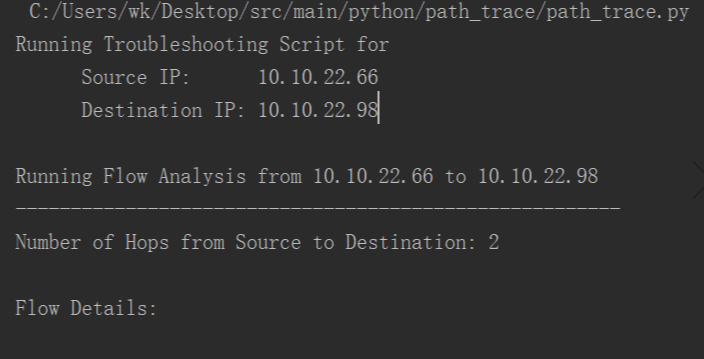 C:/Users/wk/Desktop/src/main/python/path_trace/path_trace.py
Running Troubleshooting Script for
Source IP: 10.10.22.66
Destination IP: 10.10.22.98
Running Flow Analysis from 10.10.22.66 to 10.10.22.98
-------------------------------------------------------
Number of Hops from Source to Destination: 2
Flow Details: